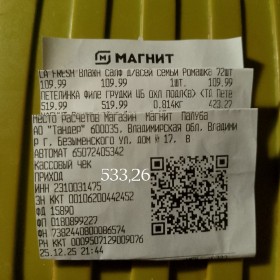 МАГНИТ
LA FRESH Влажн Салф д/всей семьи Ромашка 72шт
109.99 109.99 1шт. 109.99
ПЕТЕЛИНКА Филе грудки ЦБ охл подл(в) (Пете
519.99 519.99 0.814кг 423.27
Место расчетов Магазин Магнит Палуба
АО "Тандер" 600035, Владимирская обл, Владими
р г, Безыменского ул, дом № 17, в
АВТОМАТ 65072405342
КАССОВЫЙ ЧЕК
ПРИХОД
ИНН 2310031475
ЗН ККТ 00106200442452
ФД 15890
ФП 0180899227
ФН 7382440800086574
РН ККТ 0009507129009076
25.12.25 21:44
533,26